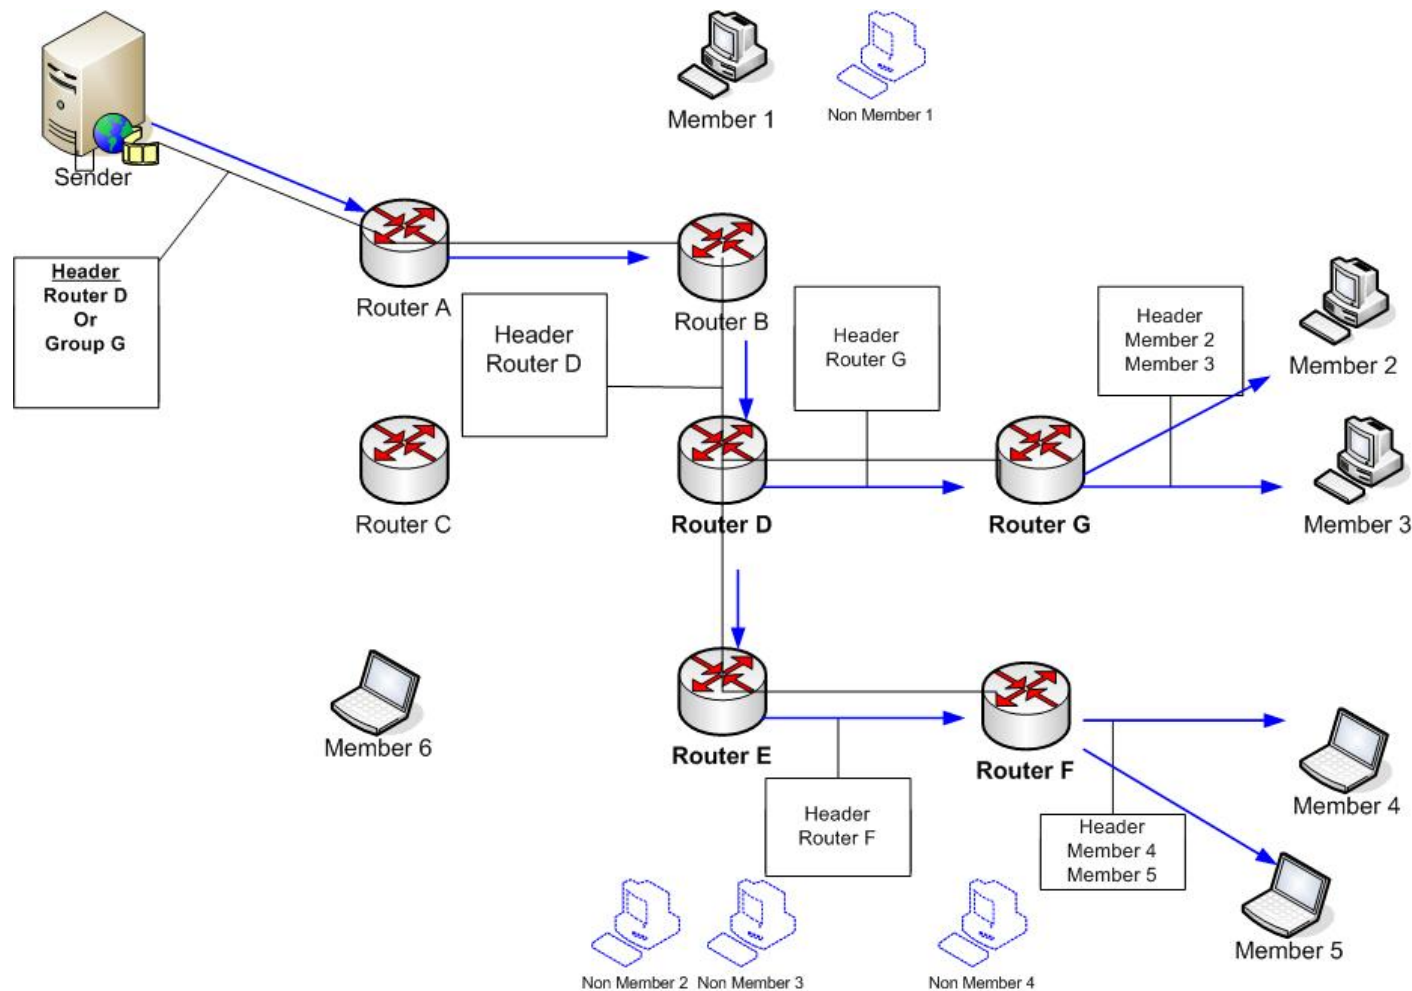 Member 1
Non Member 1
Sender
Header
Router D
Or
Group G
Router A
Router B
Header
Router D
Header
Router G
Header
Member 2
Member 3
Member 2
Router C
Router D
Router G
Member 3
Member 6
Router E
Router F
Header
Router F
Header
Member 4
Member 5
Member 4
Member 5
Non Member 2
Non Member 3
Non Member 4